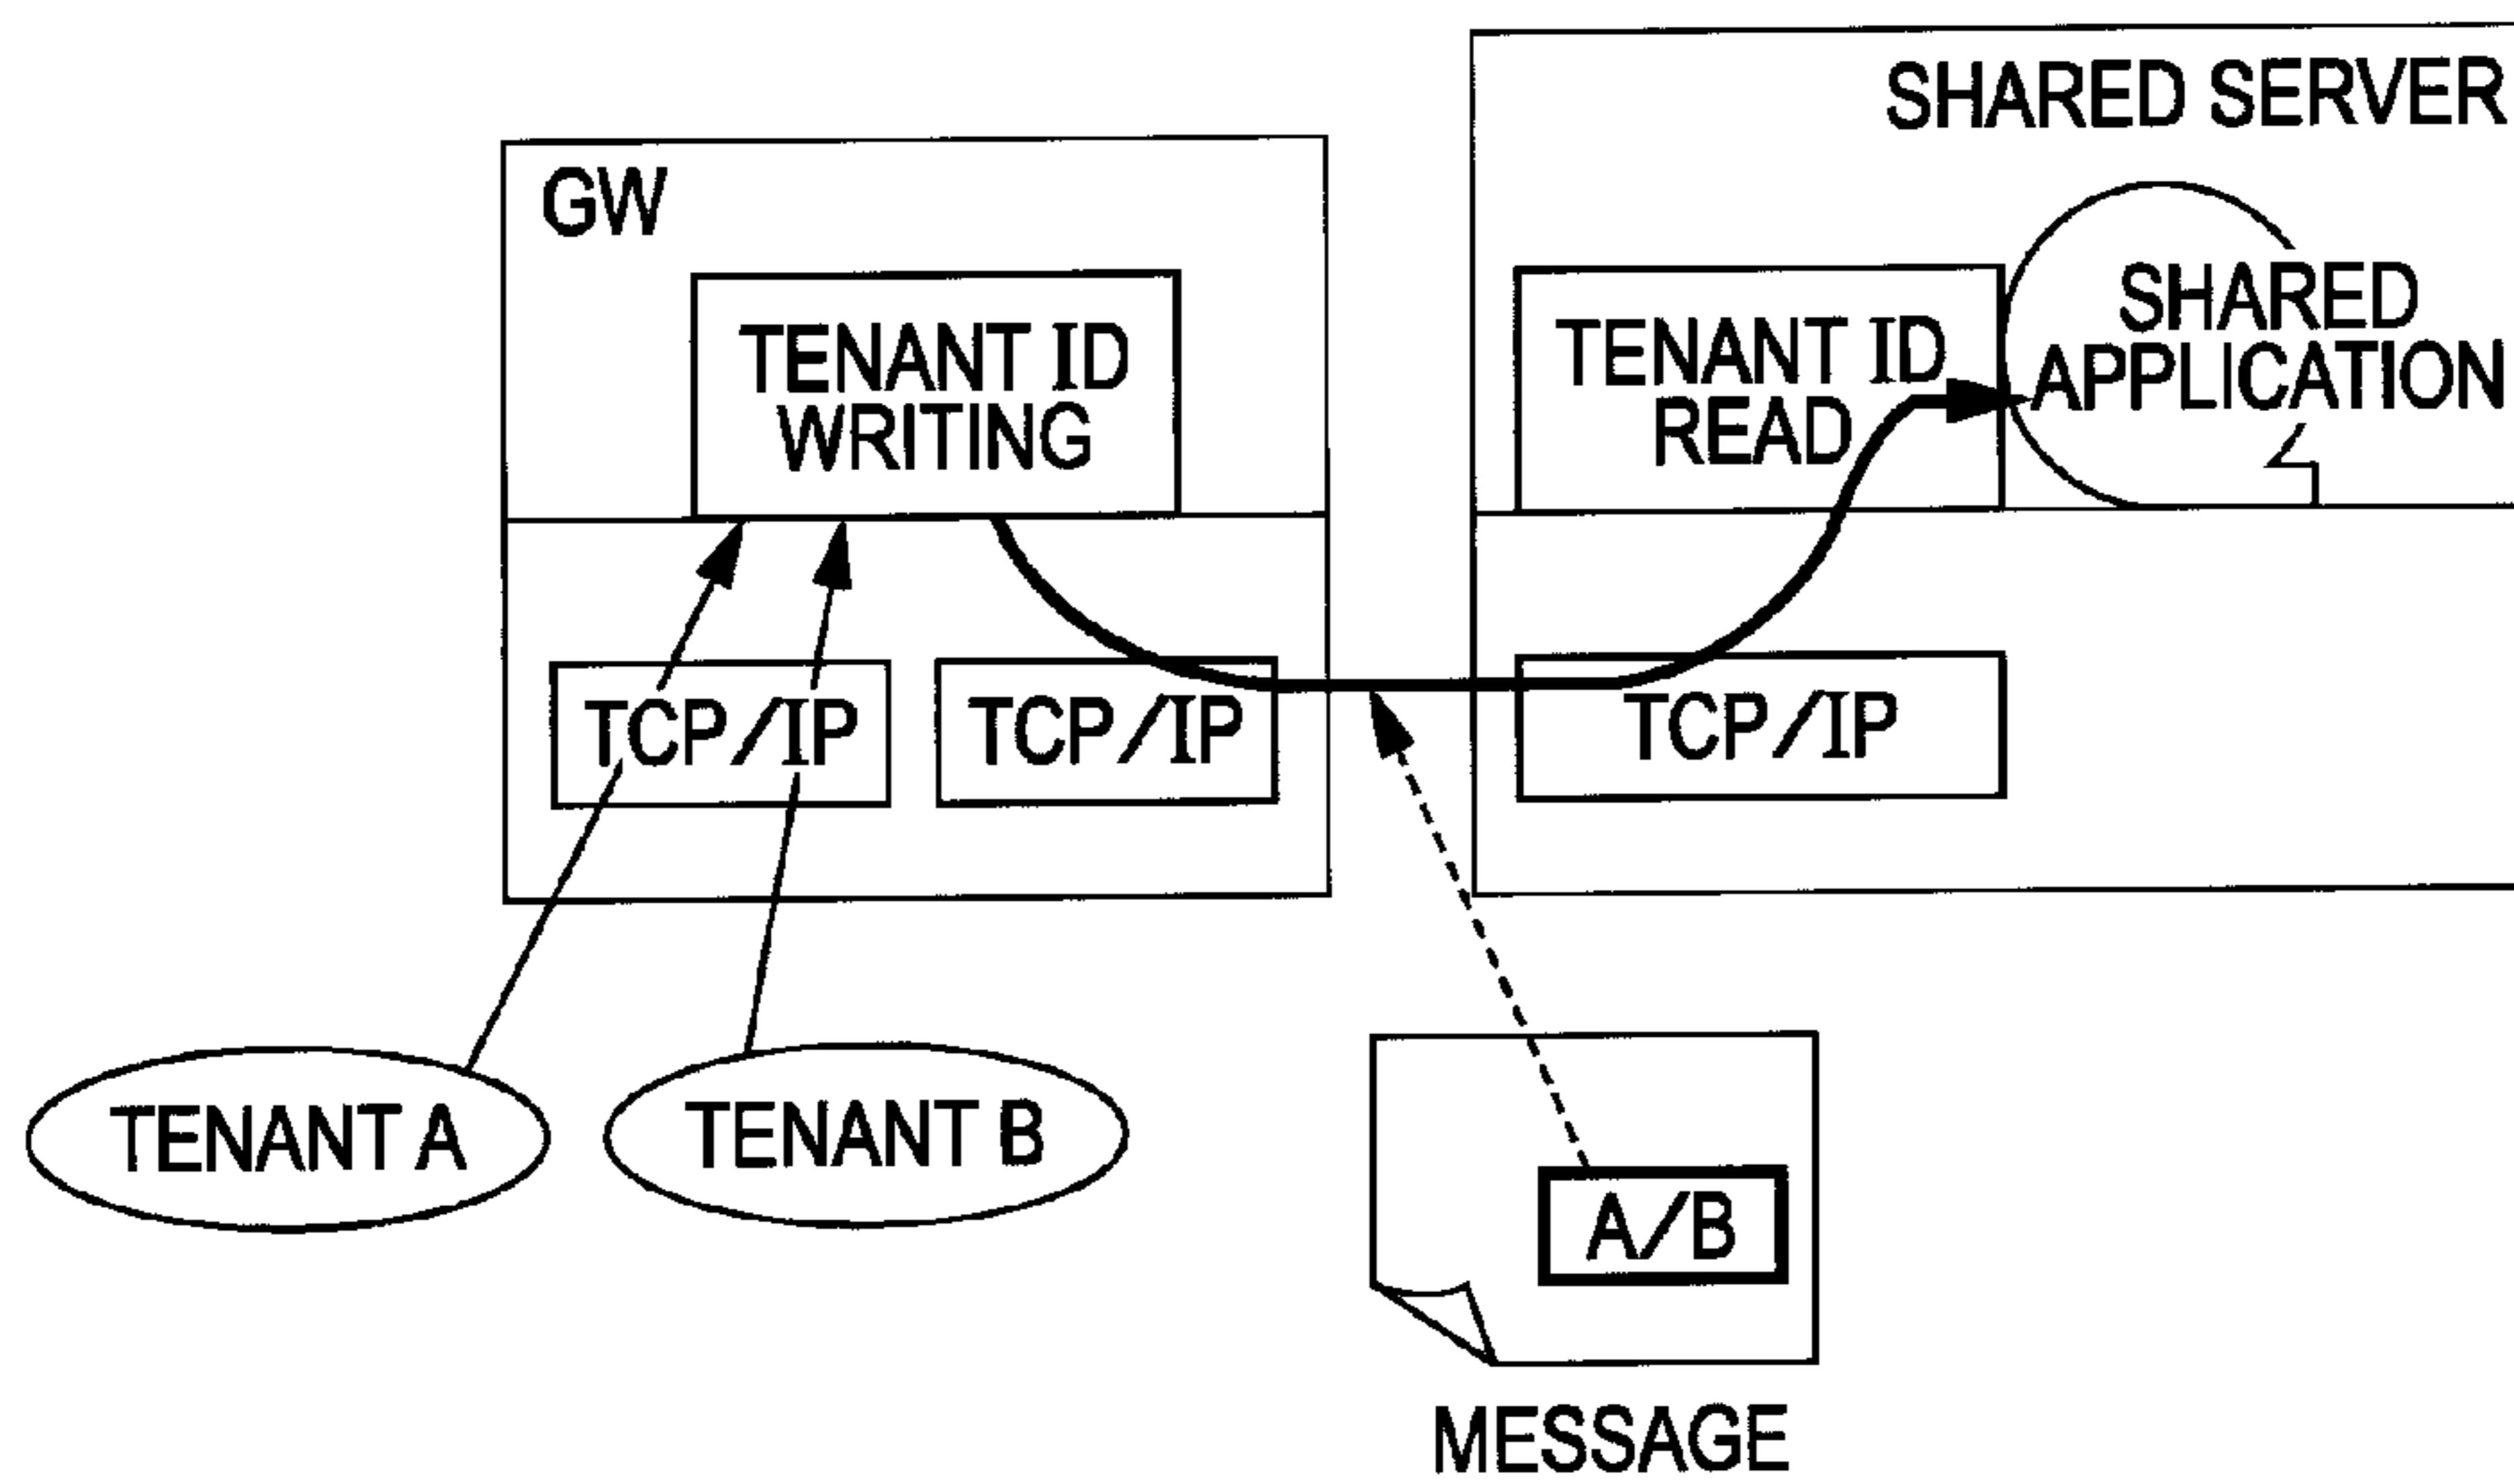 SHARED SERVER
GW
TENANT ID
WRITING
TENANT ID
READ
SHARED
APPLICATION
TCP/IP
TCP/IP
TCP/IP
TENANT A
TENANT B
A/B
MESSAGE